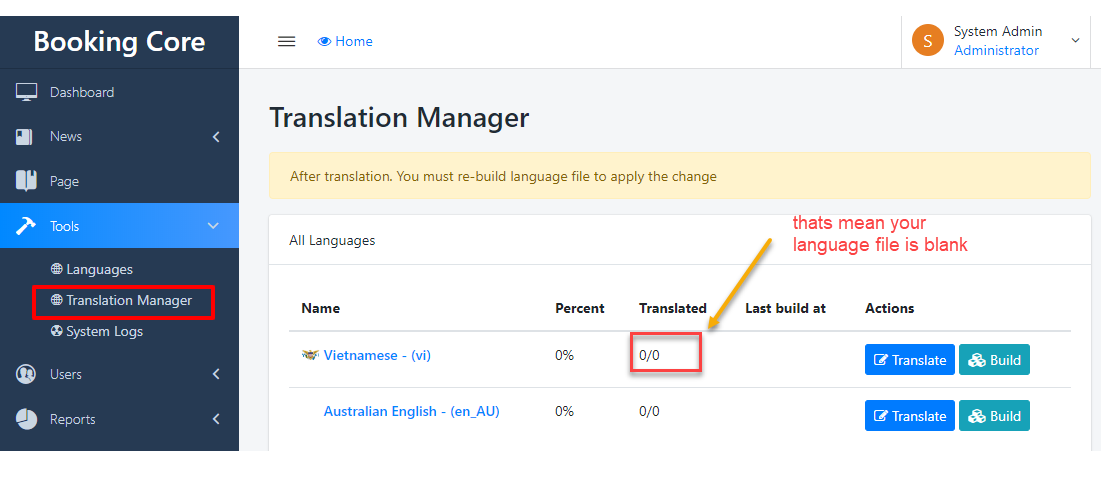 Booking Core
Home
S
System Admin
Administrator
Dashboard
News
Page
Tools
Languages
Translation Manager
System Logs
Users
Reports
Translation Manager
After translation. You must re-build language file to apply the change
All Languages
thats mean your
language file is blank
Name Percent Translated Last build at Actions
Vietnamese - (vi) 0% 0/0 Translate Build
Australian English - (en_AU) 0% 0/0 Translate Build